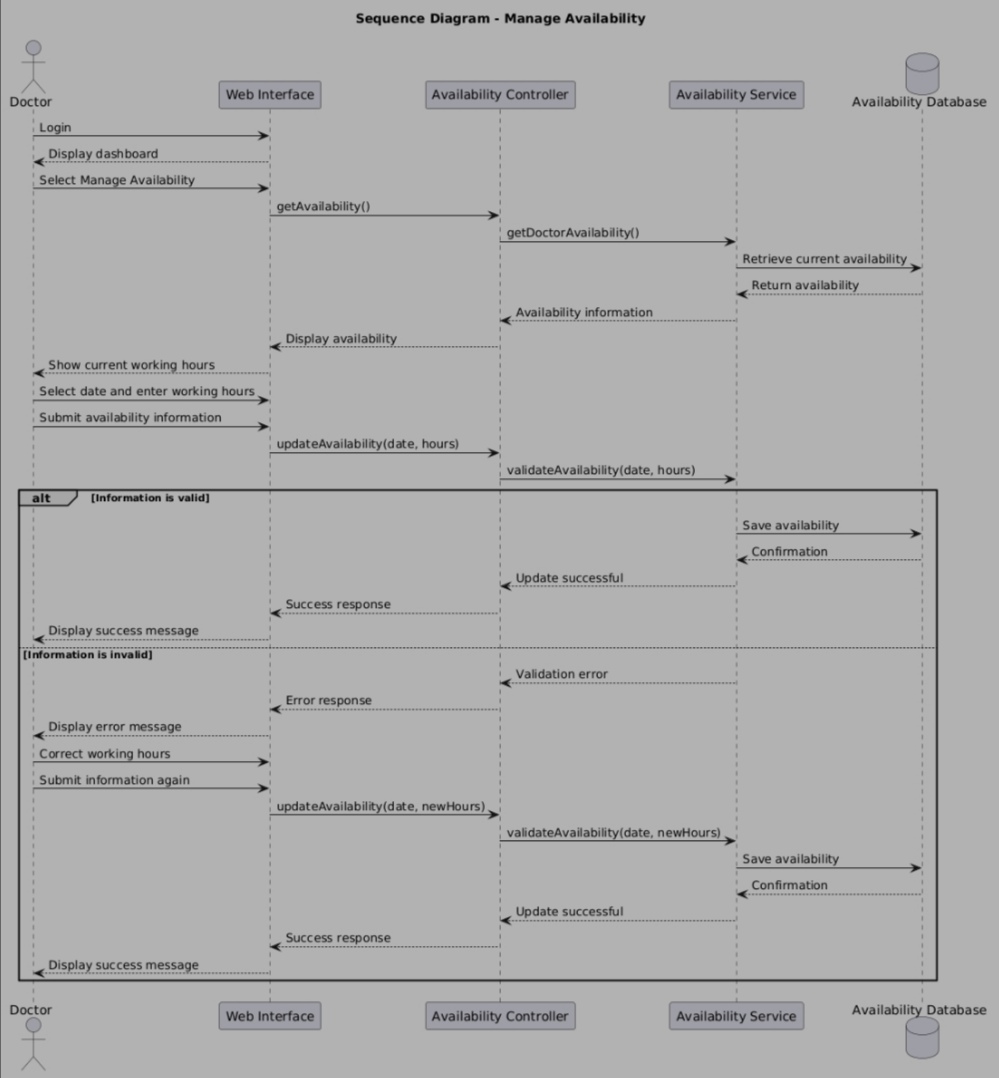 Sequence Diagram - Manage Availability
Doctor
Web Interface
Availability Controller
Availability Service
Availability Database
Login
Display dashboard
Select Manage Availability
getAvailability()
getDoctorAvailability()
Retrieve current availability
Return availability
Availability information
Display availability
Show current working hours
Select date and enter working hours
Submit availability information
updateAvailability(date, hours)
validateAvailability(date, hours)
alt [Information is valid]
Save availability
Confirmation
Update successful
Success response
Display success message
[Information is invalid]
Validation error
Error response
Display error message
Correct working hours
Submit information again
updateAvailability(date, newHours)
validateAvailability(date, newHours)
Save availability
Confirmation
Update successful
Success response
Display success message
Doctor
Web Interface
Availability Controller
Availability Service
Availability Database